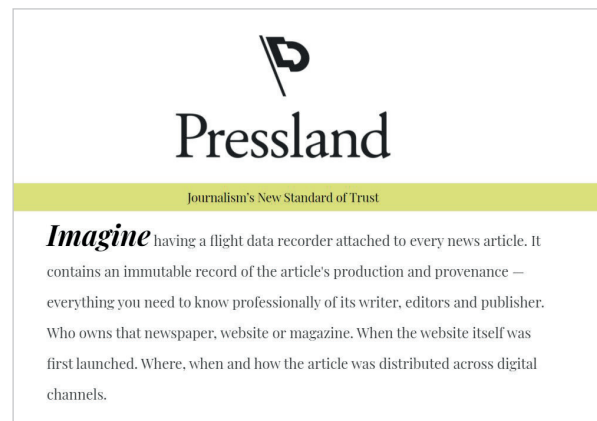 Pressland
Journalism's New Standard of Trust
Imagine having a flight data recorder attached to every news article. It
contains an immutable record of the article's production and provenance —
everything you need to know professionally of its writer, editors and publisher.
Who owns that newspaper, website or magazine. When the website itself was
first launched. Where, when and how the article was distributed across digital
channels.